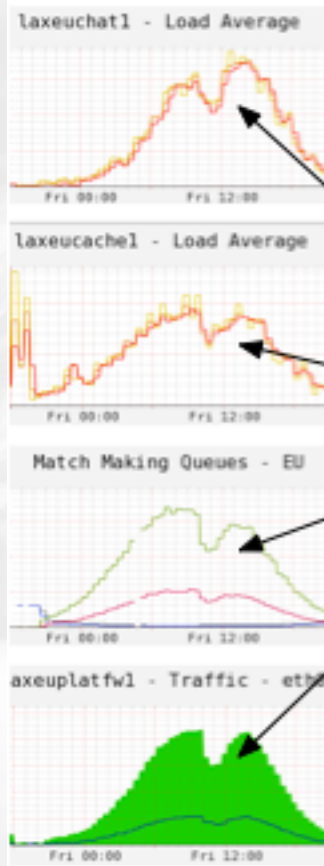 laxeuchat1 - Load Average
Fri 00:00 Fri 12:00
laxeucache1 - Load Average
Fri 00:00 Fri 12:00
Match Making Queues - EU
Fri 00:00 Fri 12:00
axeuplatfw1 - Traffic - eth
Fri 00:00 Fri 12:00